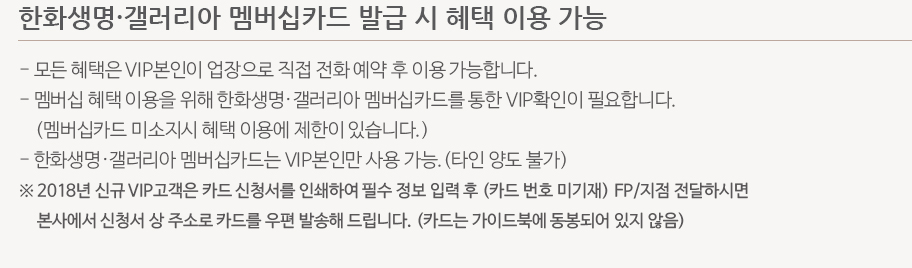 한화생명·갤러리아 멤버십카드 발급 시 혜택 이용 가능
- 모든 혜택은 VIP본인이 업장으로 직접 전화 예약 후 이용 가능합니다.
- 멤버십 혜택 이용을 위해 한화생명·갤러리아 멤버십카드를 통한 VIP확인이 필요합니다.
(멤버십카드 미소지시 혜택 이용에 제한이 있습니다.)
- 한화생명·갤러리아 멤버십카드는 VIP본인만 사용 가능. (타인 양도 불가)
※ 2018년 신규 VIP고객은 카드 신청서를 인쇄하여 필수 정보 입력 후 (카드 번호 미기재) FP/지점 전달하시면
본사에서 신청서 상 주소로 카드를 우편 발송해 드립니다. (카드는 가이드북에 동봉되어 있지 않음)